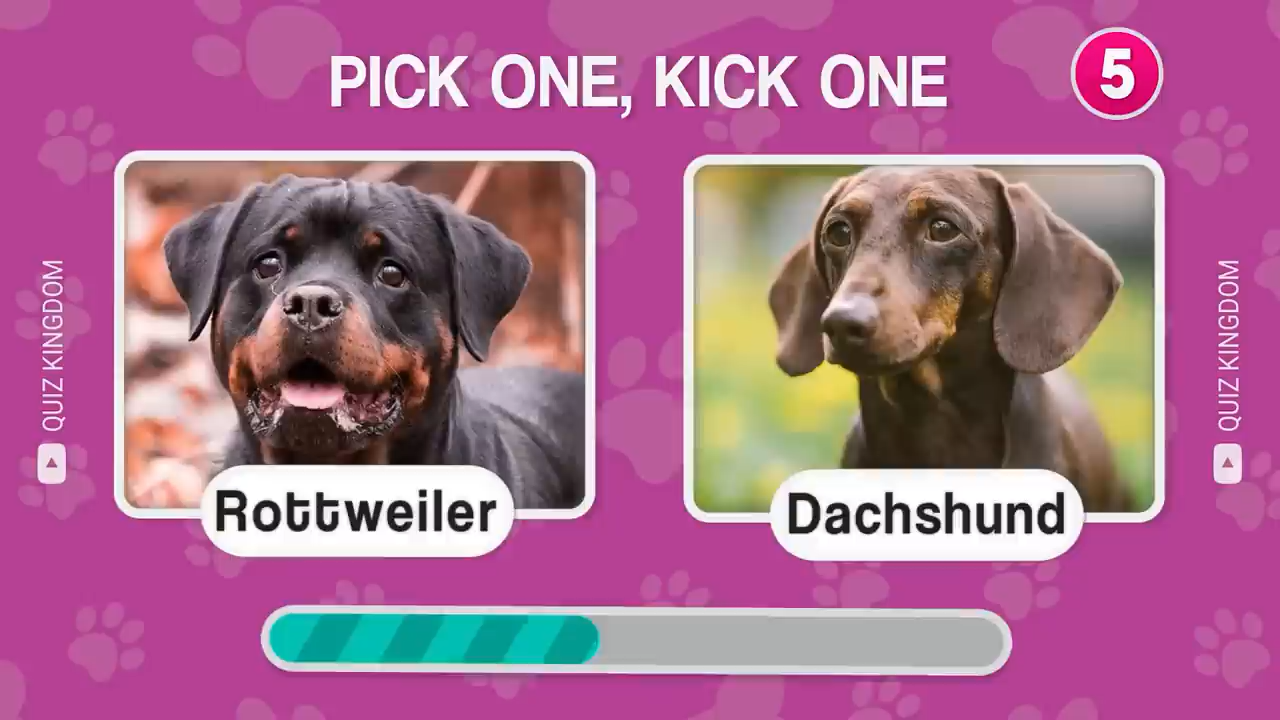 PICK ONE, KICK ONE
5
QUIZ KINGDOM
QUIZ KINGDOM
Rottweiler
Dachshund